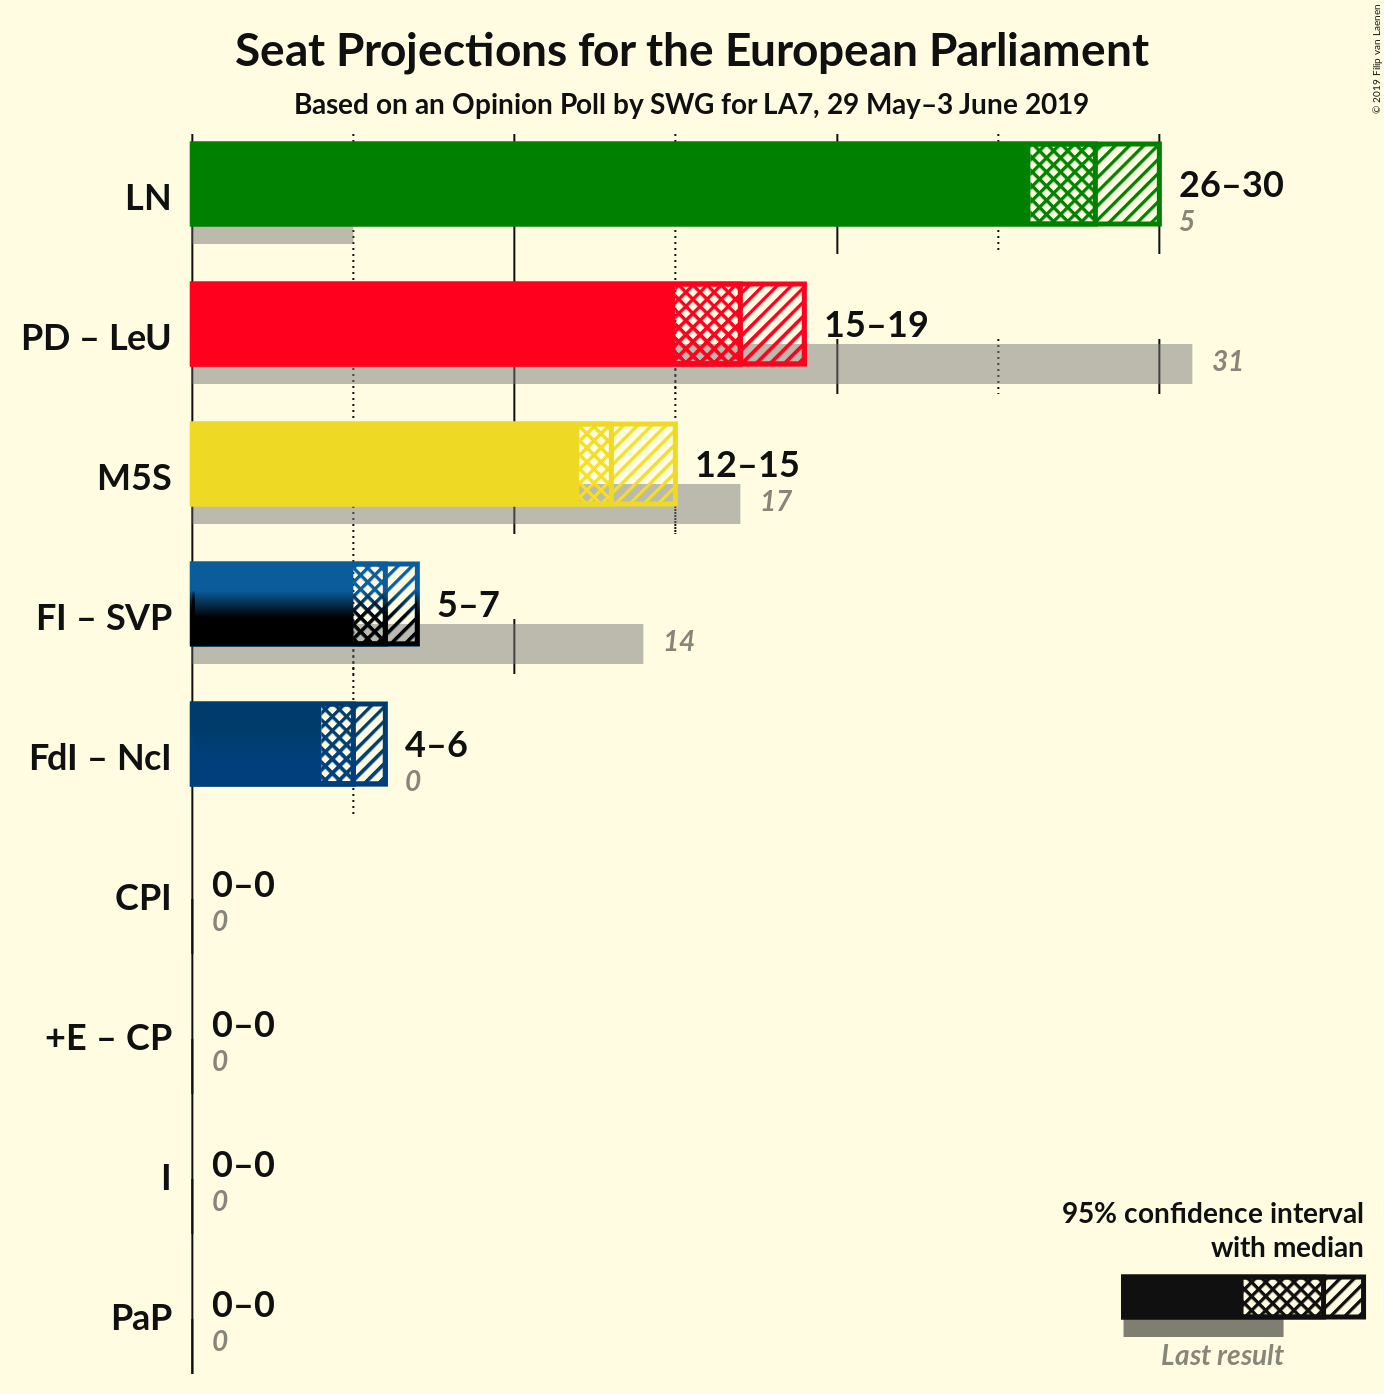 Seat Projections for the European Parliament
Based on an Opinion Poll by SWG for LA7, 29 May–3 June 2019
© 2019 Filip van Laenen
LN
26–30
5
PD – LeU
15–19
31
M5S
12–15
17
FI – SVP
5–7
14
FdI – NcI
4–6
0
CPI
0–0
0
+E – CP
0–0
0
I
0–0
0
PaP
0–0
0
95% confidence interval
with median
Last result